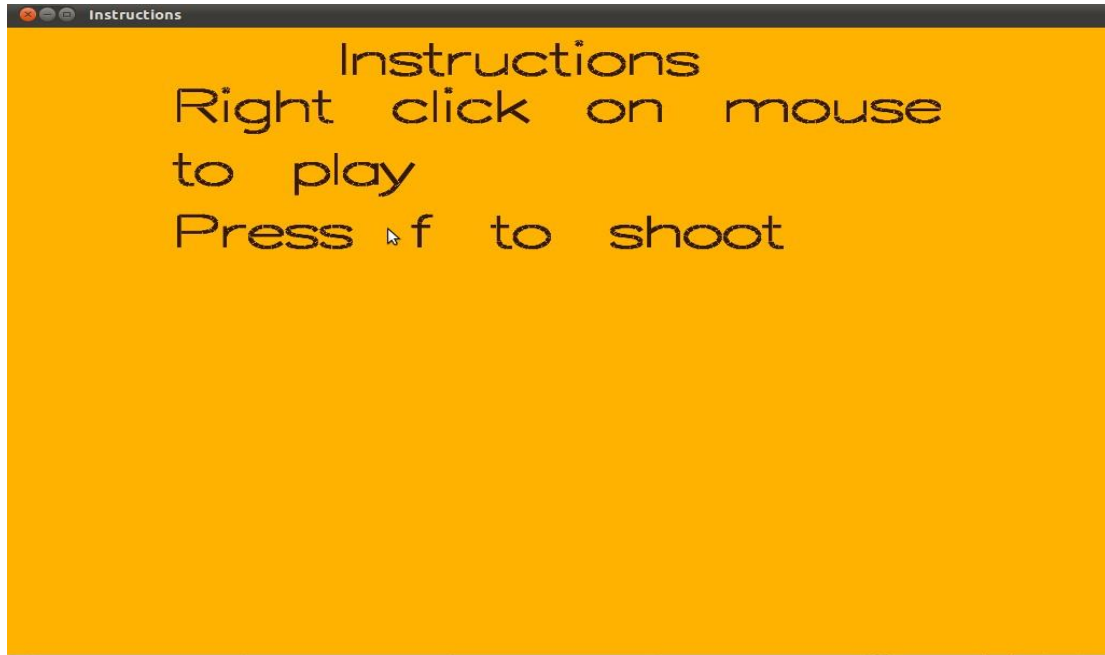 Instructions
Instructions
Right click on mouse
to play
Press f to shoot